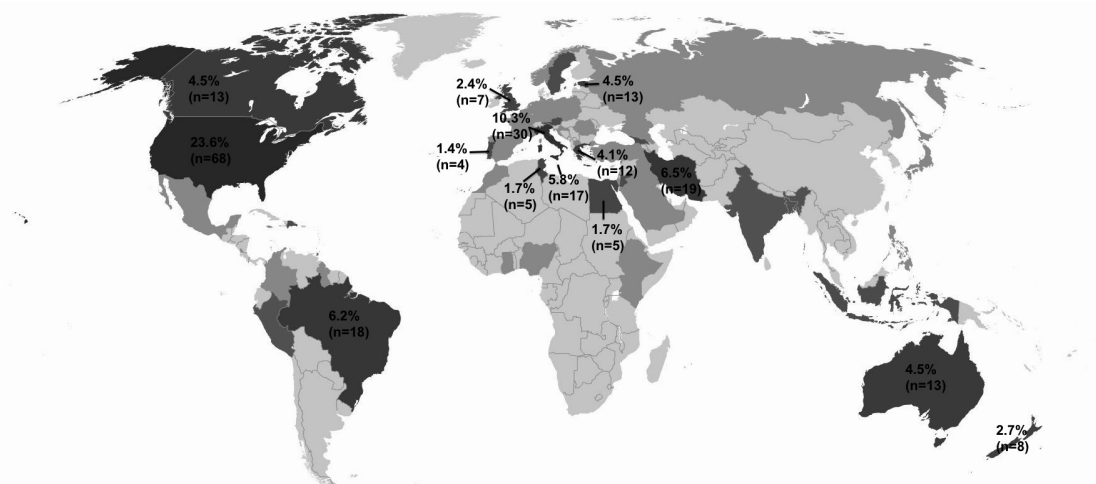 4.5%
(n=13)
2.4%
(n=7)
4.5%
(n=13)
10.3%
(n=30)
23.6%
(n=68)
1.4%
(n=4)
4.1%
(n=12)
1.7%
(n=5)
5.8%
(n=17)
6.5%
(n=19)
1.7%
(n=5)
6.2%
(n=18)
4.5%
(n=13)
2.7%
(n=8)